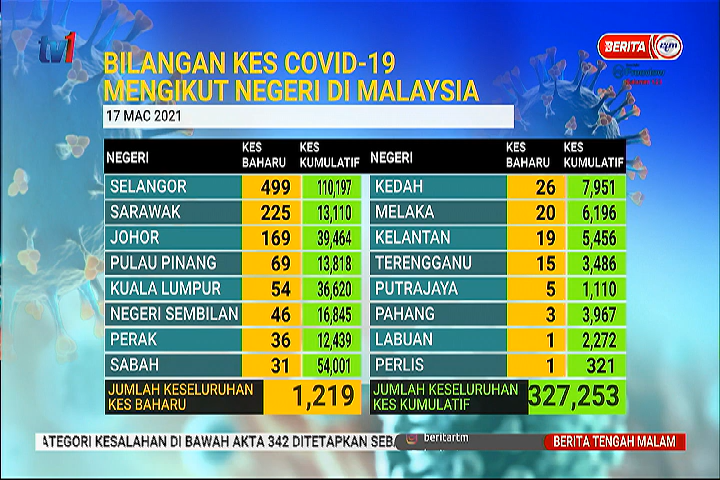 tv1
BERITA rtm
BILANGAN KES COVID-19
MENGIKUT NEGERI DI MALAYSIA
17 MAC 2021
NEGERI KES BAHARU KES KUMULATIF NEGERI KES BAHARU KES KUMULATIF
SELANGOR 499 110,197 KEDAH 26 7,951
SARAWAK 225 13,110 MELAKA 20 6,196
JOHOR 169 39,464 KELANTAN 19 5,456
PULAU PINANG 69 13,818 TERENGGANU 15 3,486
KUALA LUMPUR 54 36,620 PUTRAJAYA 5 1,110
NEGERI SEMBILAN 46 16,845 PAHANG 3 3,967
PERAK 36 12,439 LABUAN 1 2,272
SABAH 31 54,001 PERLIS 1 321
JUMLAH KESELURUHAN KES BAHARU 1,219 JUMLAH KESELURUHAN KES KUMULATIF 327,253
ATEGORI KESALAHAN DI BAWAH AKTA 342 DITETAPKAN SEBA beritartm BERITA TENGAH MALAM